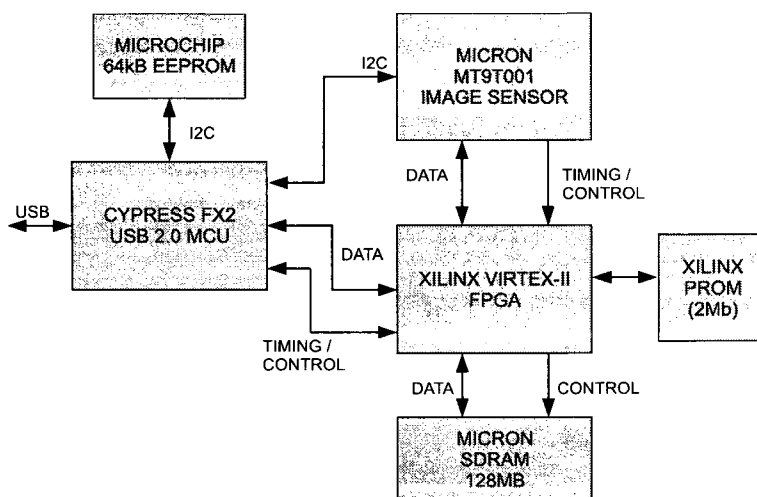 MICROCHIP
64kB EEPROM
I2C
MICRON
MT9T001
IMAGE SENSOR
I2C
DATA
TIMING /
CONTROL
USB
CYPRESS FX2
USB 2.0 MCU
DATA
XILINX VIRTEX-II
FPGA
XILINX
PROM
(2Mb)
TIMING /
CONTROL
DATA
CONTROL
MICRON
SDRAM
128MB